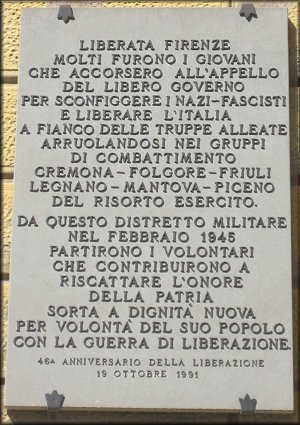 LIBERATA FIRENZE
MOLTI FURONO I GIOVANI
CHE ACCORSERO ALL'APPELLO
DEL LIBERO GOVERNO
PER SCONFIGGERE I NAZI-FASCISTI
E LIBERARE L'ITALIA
A FIANCO DELLE TRUPPE ALLEATE
ARRUOLANDOSI NEI GRUPPI
DI COMBATTIMENTO
CREMONA-FOLGORE-FRIULI
LEGNANO-MANTOVA-PICENO
DEL RISORTO ESERCITO.
DA QUESTO DISTRETTO MILITARE
NEL FEBBRAIO 1945
PARTIRONO I VOLONTARI
CHE CONTRIBUIRONO A
RISCATTARE L'ONORE
DELLA PATRIA
SORTA A DIGNITA' NUOVA
PER VOLONTA' DEL SUO POPOLO
CON LA GUERRA DI LIBERAZIONE.
46º ANNIVERSARIO DELLA LIBERAZIONE
19 OTTOBRE 1991